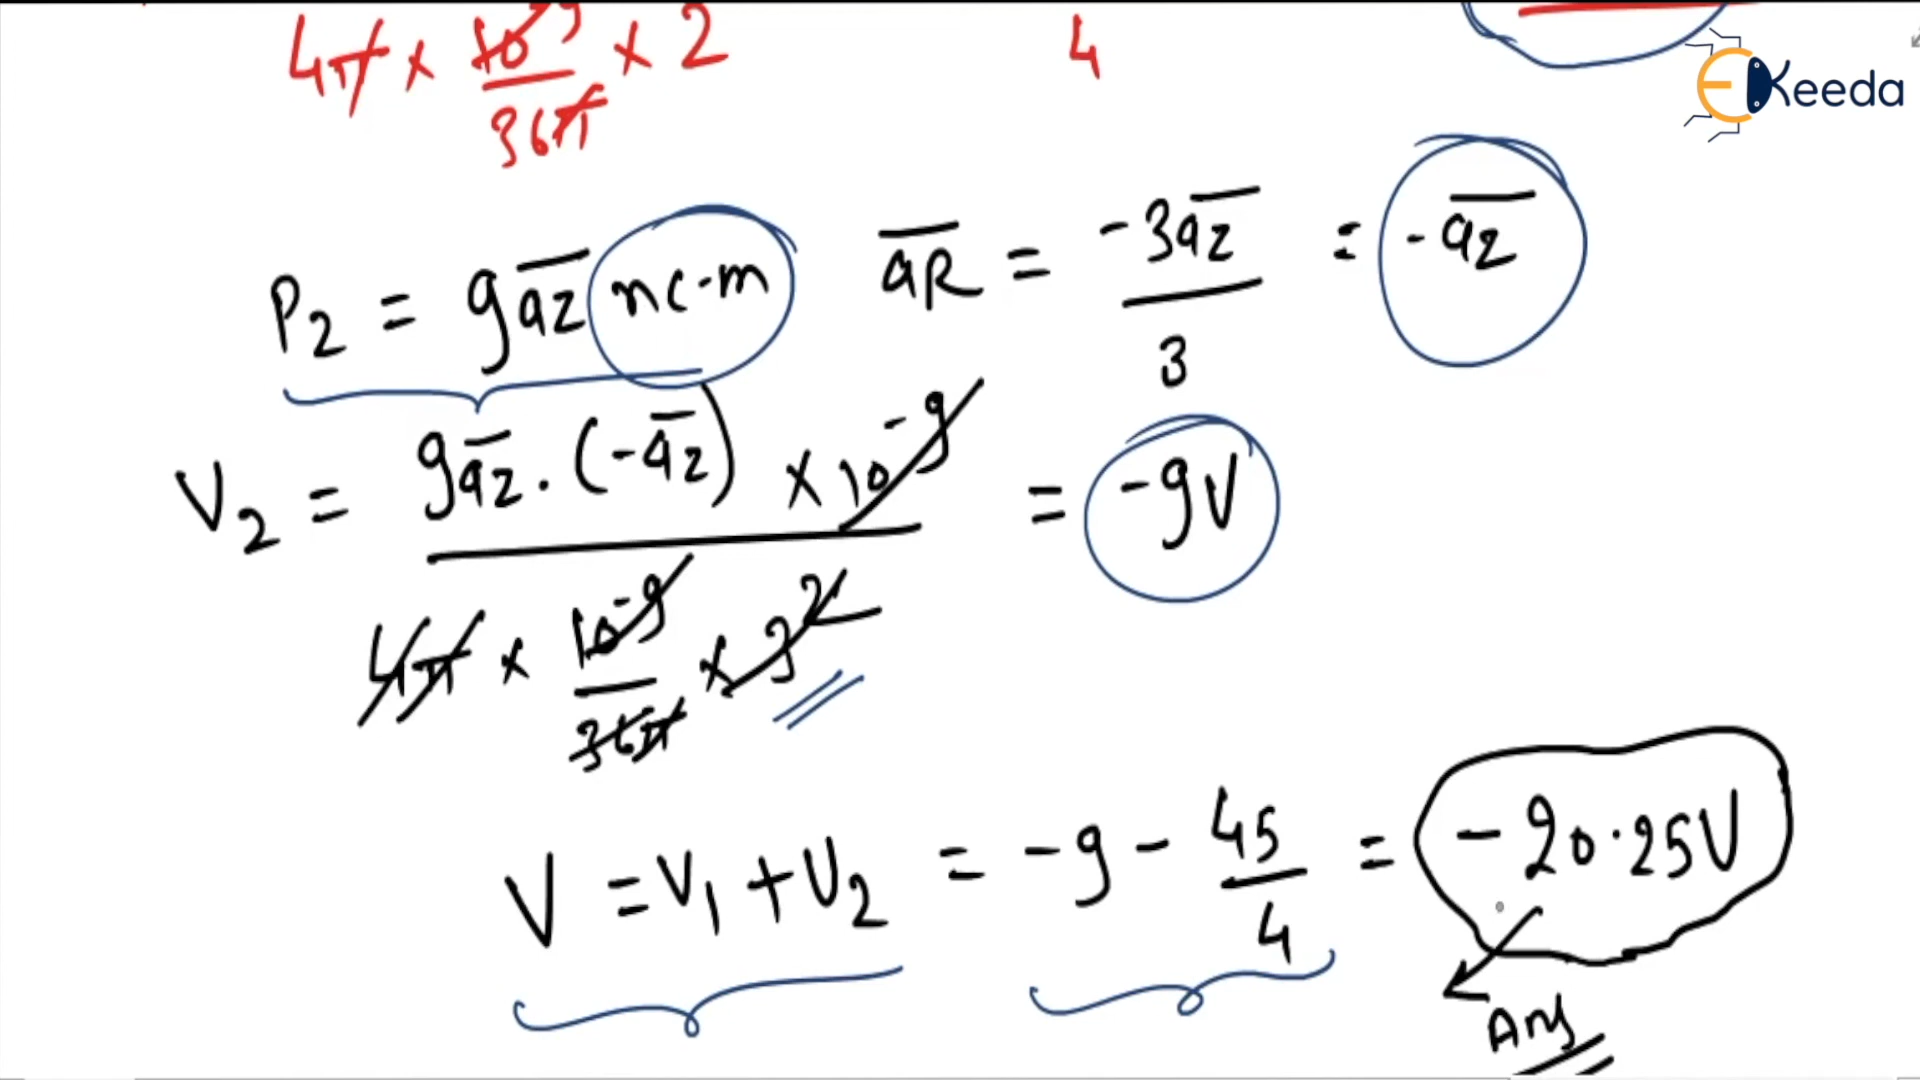 4π × 10⁻⁹ × 2 4
36π
EKeeda
P₂ = 9a̅z nc-m a̅R = -3a̅z / 3 = -a̅z
V₂ = 9a̅z . (-a̅z) × 10⁻⁹ = -9V
4π × 10⁻⁹ / 36π × 3²
V = V₁ + V₂ = -9 - 45 / 4 = -20.25V
Ans